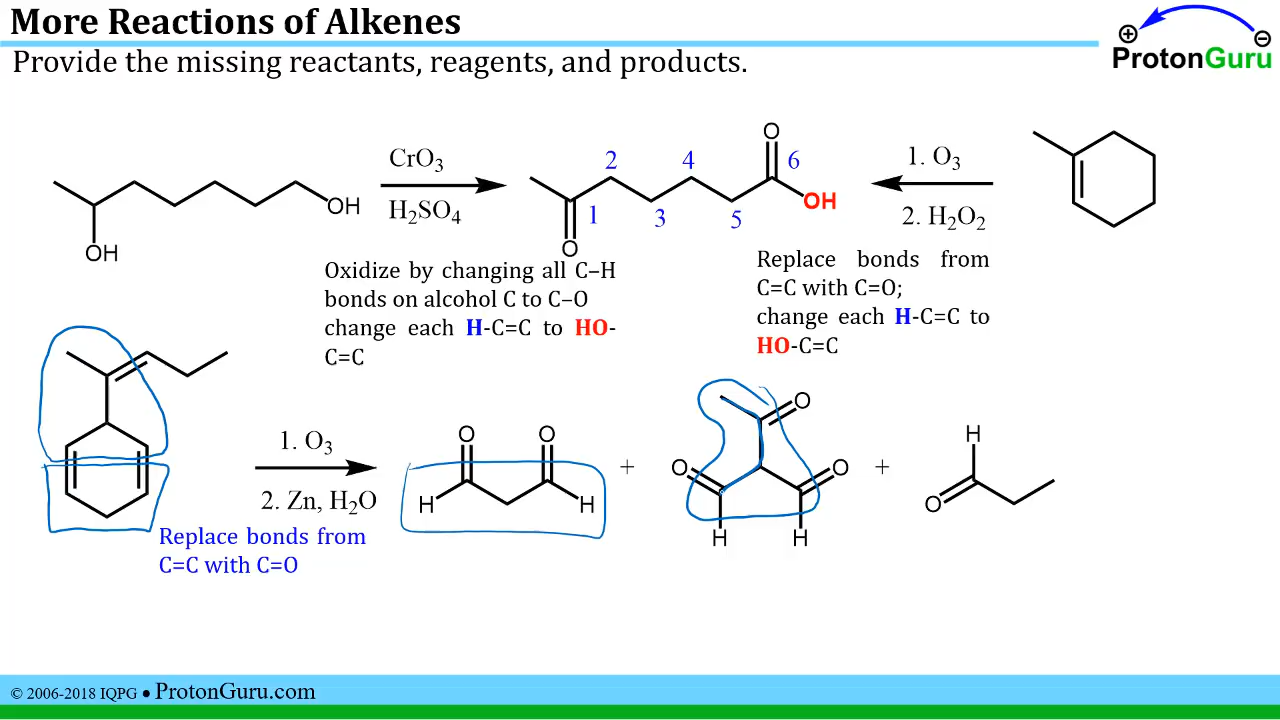 More Reactions of Alkenes
ProtonGuru
Provide the missing reactants, reagents, and products.
OH
OH
CrO3
H2SO4
O
O
OH
1
2
3
4
5
6
1. O3
2. H2O2
Oxidize by changing all C–H
bonds on alcohol C to C–O
change each H-C=C to HO-
C=C
Replace bonds from
C=C with C=O;
change each H-C=C to
HO-C=C
1. O3
2. Zn, H2O
Replace bonds from
C=C with C=O
O O
H H
+
O
O O
H H
+
H
O
© 2006-2018 IQPG ● ProtonGuru.com